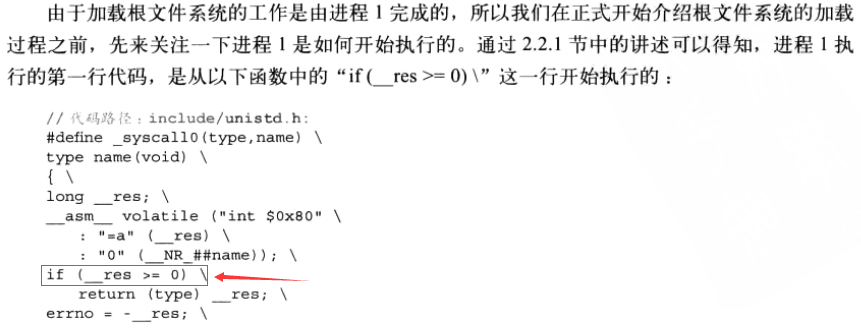 由于加载根文件系统的工作是由进程 1 完成的，所以我们在正式开始介绍根文件系统的加载
过程之前，先来关注一下进程 1 是如何开始执行的。通过 2.2.1 节中的讲述可以得知，进程 1 执
行的第一行代码，是从以下函数中的“if (__res >= 0) \”这一行开始执行的：
// 代码路径：include/unistd.h:
#define _syscall0(type,name) \
type name(void) \
{ \
long __res; \
__asm__ volatile ("int $0x80" \
: "=a" (__res) \
: "0" (__NR_##name)); \
if (__res >= 0) \
return (type) __res; \
errno = -__res; \